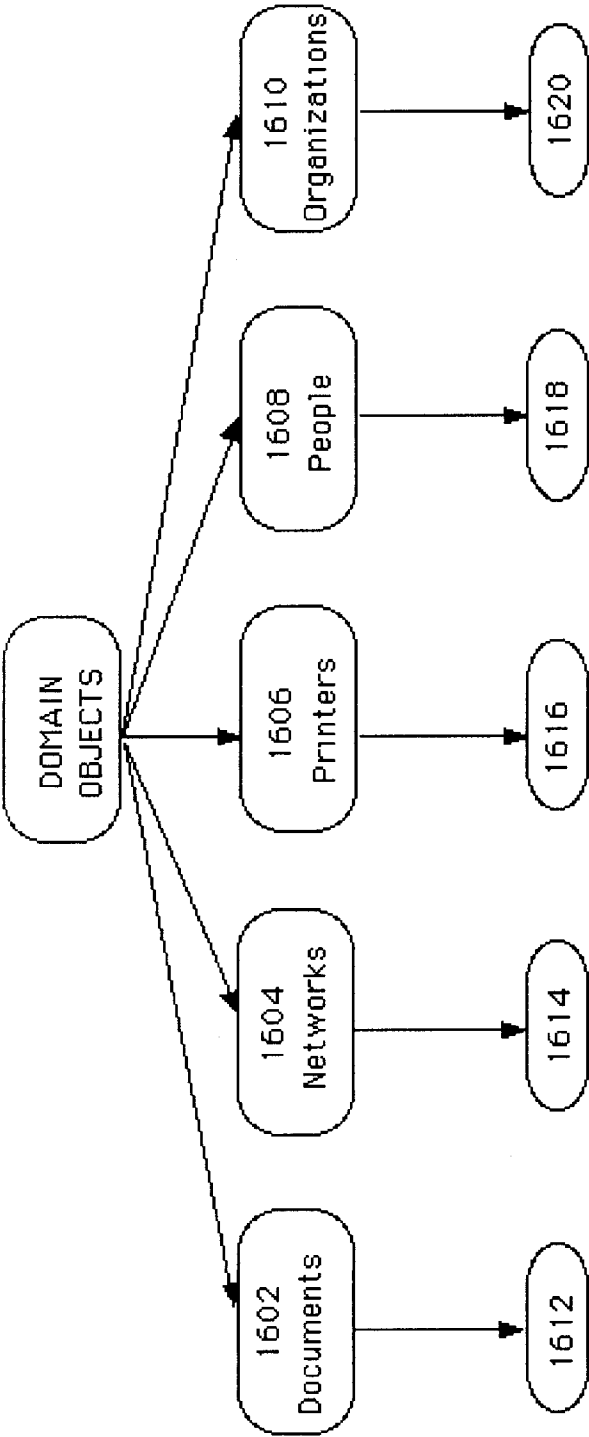 DOMAIN
OBJECTS
1602
Documents
1604
Networks
1606
Printers
1608
People
1610
Organizations
1612
1614
1616
1618
1620